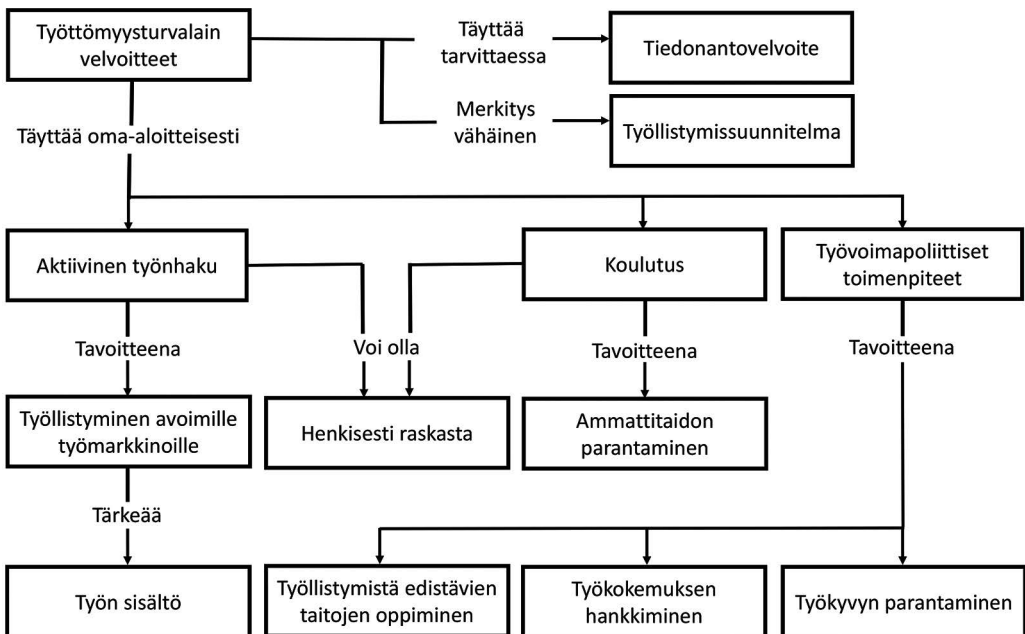 Työttömyysturvalain
velvoitteet
Täyttää
tarvittaessa
Tiedonantovelvoite
Merkitys
vähäinen
Työllistymissuunnitelma
Täyttää oma-aloitteisesti
Aktiivinen työnhaku
Koulutus
Työvoimapoliittiset
toimenpiteet
Tavoitteena
Voi olla
Tavoitteena
Tavoitteena
Työllistyminen avoimille
työmarkkinoille
Henkisesti raskasta
Ammattitaidon
parantaminen
Tärkeää
Työn sisältö
Työllistymistä edistävien
taitojen oppiminen
Työkokemuksen
hankkiminen
Työkyvyn parantaminen